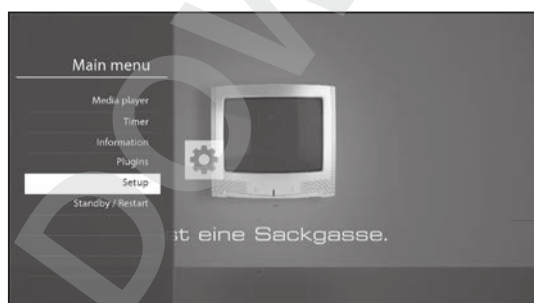 Main menu
Media player
Timer
Information
Plugins
Setup
Standby / Restart
st eine Sackgasse.